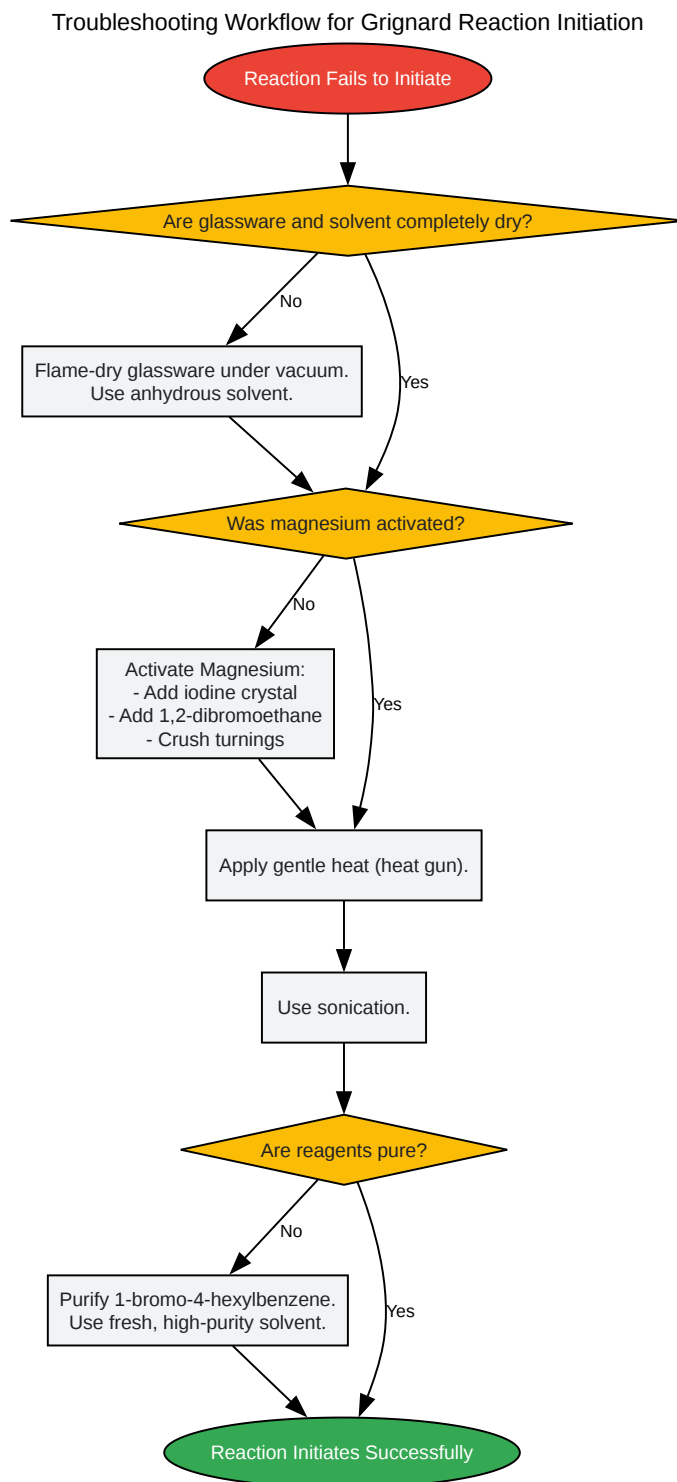 Troubleshooting Workflow for Grignard Reaction Initiation
Reaction Fails to Initiate
Are glassware and solvent completely dry?
No
Flame-dry glassware under vacuum.
Use anhydrous solvent.
Yes
Was magnesium activated?
No
Activate Magnesium:
- Add iodine crystal
- Add 1,2-dibromoethane
- Crush turnings
Yes
Apply gentle heat (heat gun).
Use sonication.
Are reagents pure?
No
Purify 1-bromo-4-hexylbenzene.
Use fresh, high-purity solvent.
Yes
Reaction Initiates Successfully